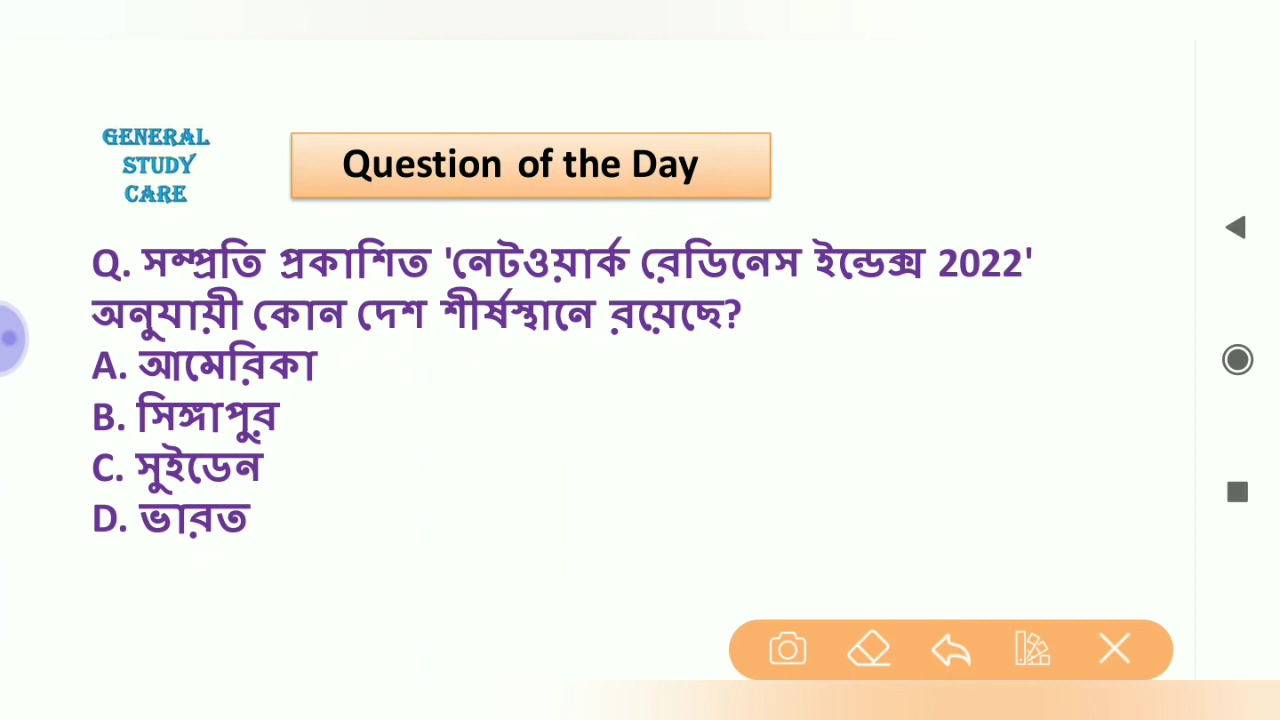 GENERAL
STUDY
CARE
Question of the Day
Q. সম্প্রতি প্রকাশিত 'নেটওয়ার্ক রেডিনেস ইন্ডেক্স 2022'
অনুযায়ী কোন দেশ শীর্ষস্থানে রয়েছে?
A. আমেরিকা
B. সিঙ্গাপুর
C. সুইডেন
D. ভারত